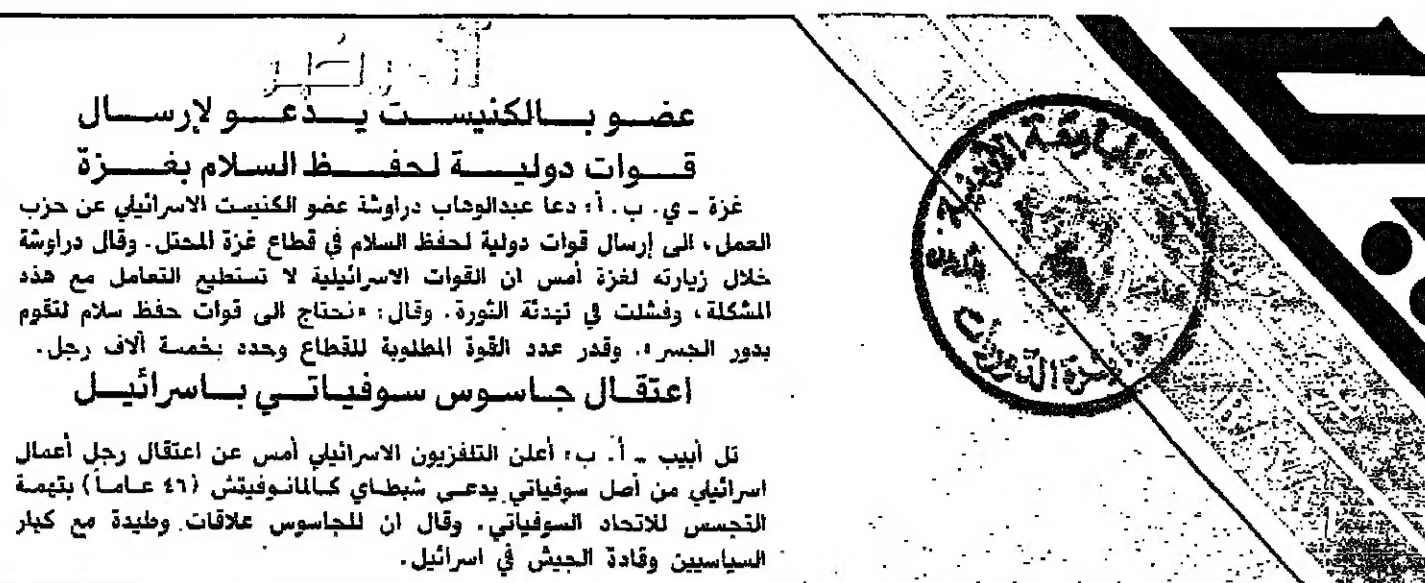 عضو بالكنيست يدعو لإرسال
قوات دولية لحفظ السلام بغزة
غزة ـ ي. ب. أ: دعا عبدالوهاب دراوشة عضو الكنيست الاسرائيلي عن حزب
العمل، الى إرسال قوات دولية لحفظ السلام في قطاع غزة المحتل. وقال دراوشة
خلال زيارته لغزة أمس ان القوات الاسرائيلية لا تستطيع التعامل مع هذه
المشكلة، وفشلت في تهدئة الثورة. وقال: «نحتاج الى قوات حفظ سلام لتقوم
بدور الجسر». وقدر عدد القوة المطلوبة للقطاع وحدد بخمسة آلاف رجل.
اعتقال جاسوس سوفياتي باسرائيل
تل أبيب ـ أ. ب: أعلن التلفزيون الاسرائيلي أمس عن اعتقال رجل أعمال
اسرائيلي من أصل سوفياتي يدعى شبطاي كالمانوفيتش (٤٦ عاماً) بتهمة
التجسس للاتحاد السوفياتي. وقال ان للجاسوس علاقات وطيدة مع كبار
السياسيين وقادة الجيش في اسرائيل.